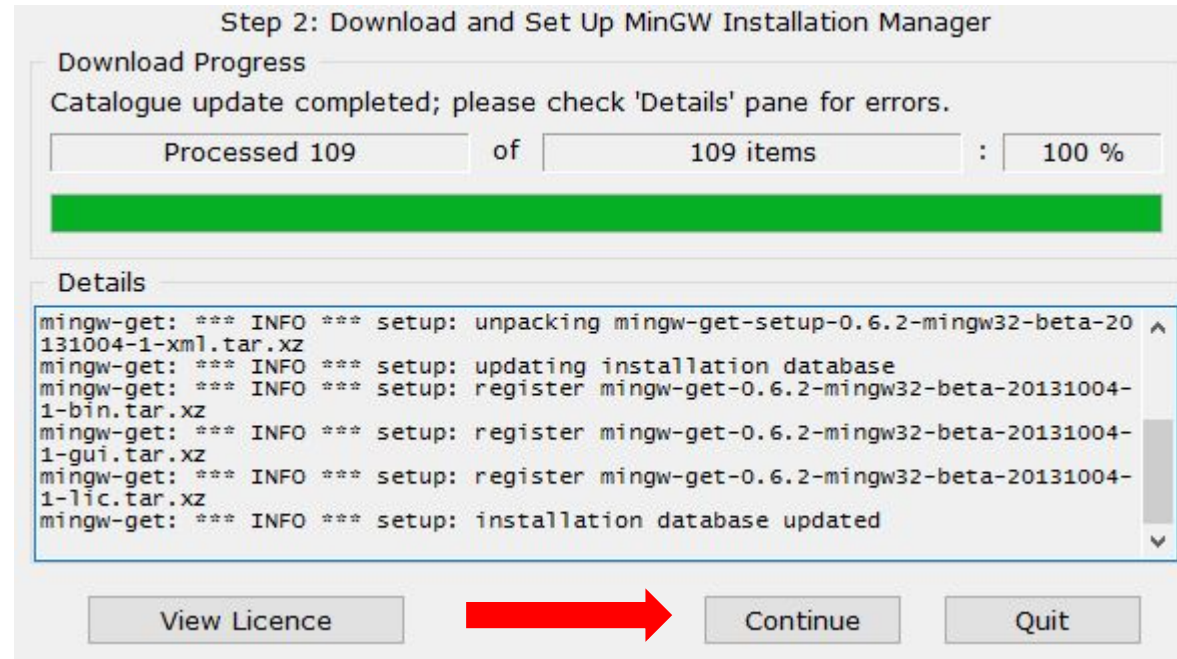 Step 2: Download and Set Up MinGW Installation Manager
Download Progress
Catalogue update completed; please check 'Details' pane for errors.
Processed 109 of 109 items : 100 %
Details
mingw-get: *** INFO *** setup: unpacking mingw-get-setup-0.6.2-mingw32-beta-20
131004-1-xml.tar.xz
mingw-get: *** INFO *** setup: updating installation database
mingw-get: *** INFO *** setup: register mingw-get-0.6.2-mingw32-beta-20131004-
1-bin.tar.xz
mingw-get: *** INFO *** setup: register mingw-get-0.6.2-mingw32-beta-20131004-
1-gui.tar.xz
mingw-get: *** INFO *** setup: register mingw-get-0.6.2-mingw32-beta-20131004-
1-lic.tar.xz
mingw-get: *** INFO *** setup: installation database updated
View Licence Continue Quit